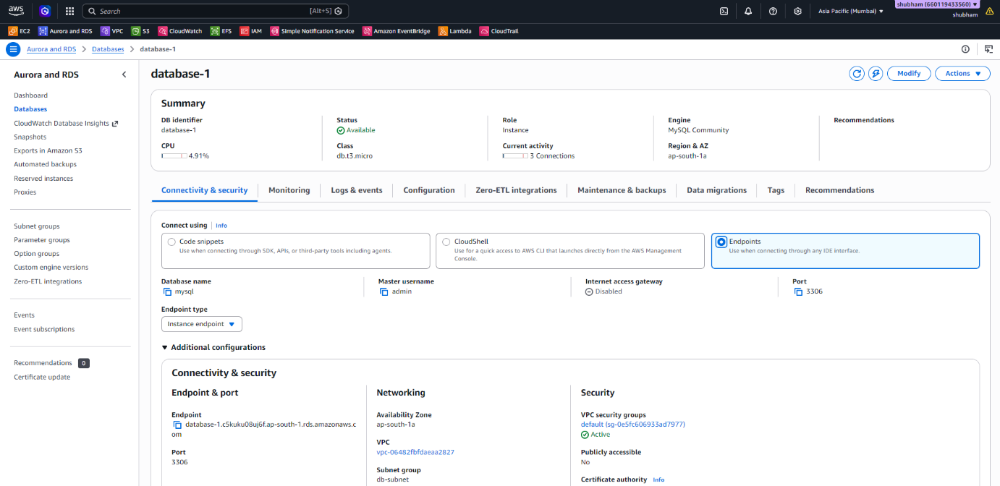 aws
Search [Alt+S]
Asia Pacific (Mumbai) ▼
shubham (660119433560) ▼
shubham
EC2 Aurora and RDS VPC S3 CloudWatch EFS IAM Simple Notification Service Amazon EventBridge Lambda CloudTrail
Aurora and RDS > Databases > database-1
Aurora and RDS
Dashboard
Databases
CloudWatch Database Insights
Snapshots
Exports in Amazon S3
Automated backups
Reserved instances
Proxies
Subnet groups
Parameter groups
Option groups
Custom engine versions
Zero-ETL integrations
Events
Event subscriptions
Recommendations 0
Certificate update
database-1
Modify Actions ▼
Summary
DB identifier
database-1
CPU
4.91%
Status
Available
Class
db.t3.micro
Role
Instance
Current activity
3 Connections
Engine
MySQL Community
Region & AZ
ap-south-1a
Recommendations
Connectivity & security Monitoring Logs & events Configuration Zero-ETL integrations Maintenance & backups Data migrations Tags Recommendations
Connect using Info
Code snippets
Use when connecting through SDK, APIs, or third-party tools including agents.
CloudShell
Use for a quick access to AWS CLI that launches directly from the AWS Management
Console.
Endpoints
Use when connecting through any IDE interface.
Database name
mysql
Master username
admin
Internet access gateway
Disabled
Port
3306
Endpoint type
Instance endpoint ▼
▼ Additional configurations
Connectivity & security
Endpoint & port
Endpoint
database-1.c5kuku08uj6f.ap-south-1.rds.amazonaws.c
om
Port
3306
Networking
Availability Zone
ap-south-1a
VPC
vpc-06482fbfdaeaa2827
Subnet group
db-subnet
Security
VPC security groups
default (sg-0e5fc606933ad7977)
Active
Publicly accessible
No
Certificate authority Info